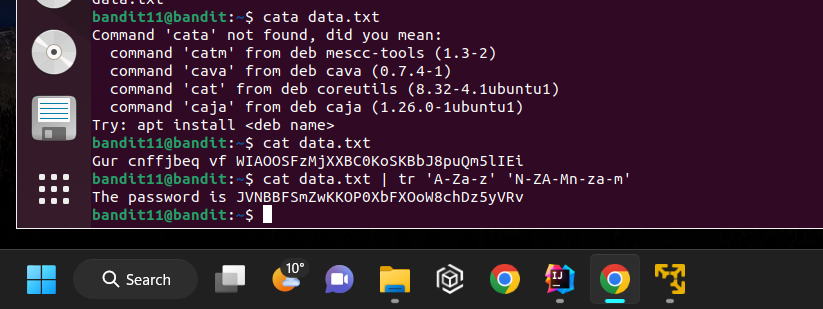 data.txt
bandit11@bandit:~$ cata data.txt
Command 'cata' not found, did you mean:
  command 'catm' from deb mescc-tools (1.3-2)
  command 'cava' from deb cava (0.7.4-1)
  command 'cat' from deb coreutils (8.32-4.1ubuntu1)
  command 'caja' from deb caja (1.26.0-1ubuntu1)
Try: apt install <deb name>
bandit11@bandit:~$ cat data.txt
Gur cnffjbeq vf WIAOOSFzMjXXBC0KoSKBbJ8puQm5lIEi
bandit11@bandit:~$ cat data.txt | tr 'A-Za-z' 'N-ZA-Mn-za-m'
The password is JVNBBFSmZwKKOP0XbFXOoW8chDz5yVRv
bandit11@bandit:~$
Search
10°
IJ